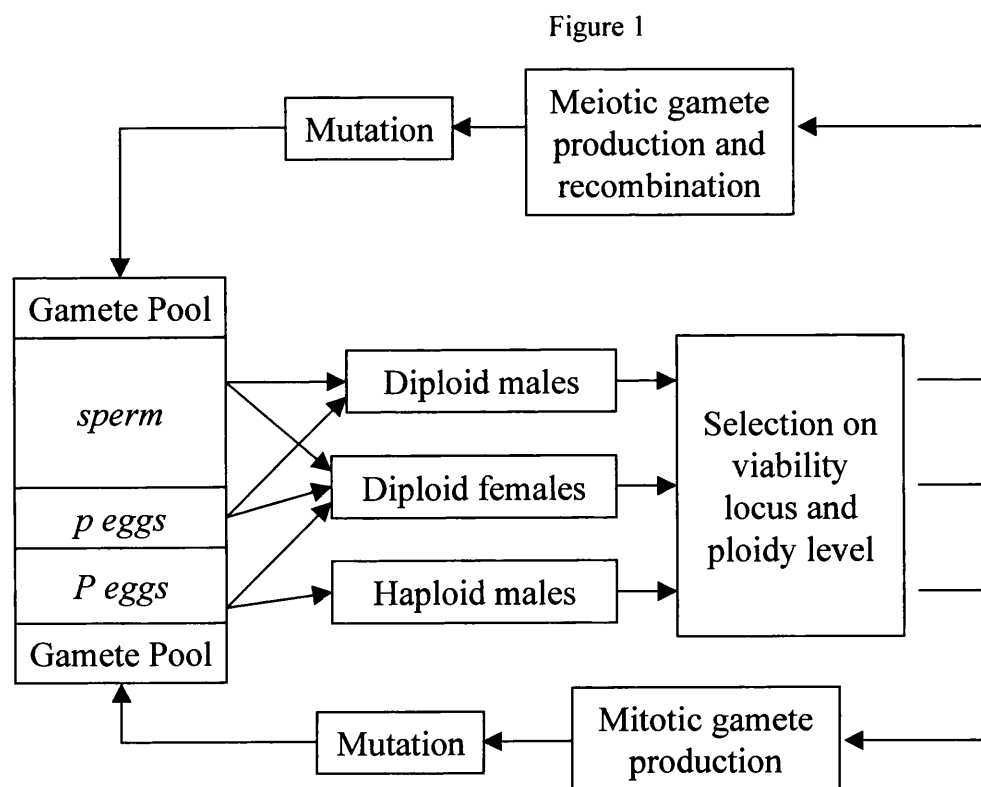 Figure 1
Meiotic gamete
production and
recombination
Mutation
Gamete Pool
sperm
p eggs
P eggs
Gamete Pool
Diploid males
Diploid females
Haploid males
Selection on
viability
locus and
ploidy level
Mutation
Mitotic gamete
production